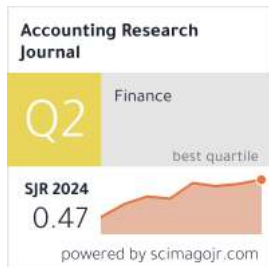 Accounting Research
Journal
Q2
Finance
best quartile
SJR 2024
0.47
powered by scimagojr.com